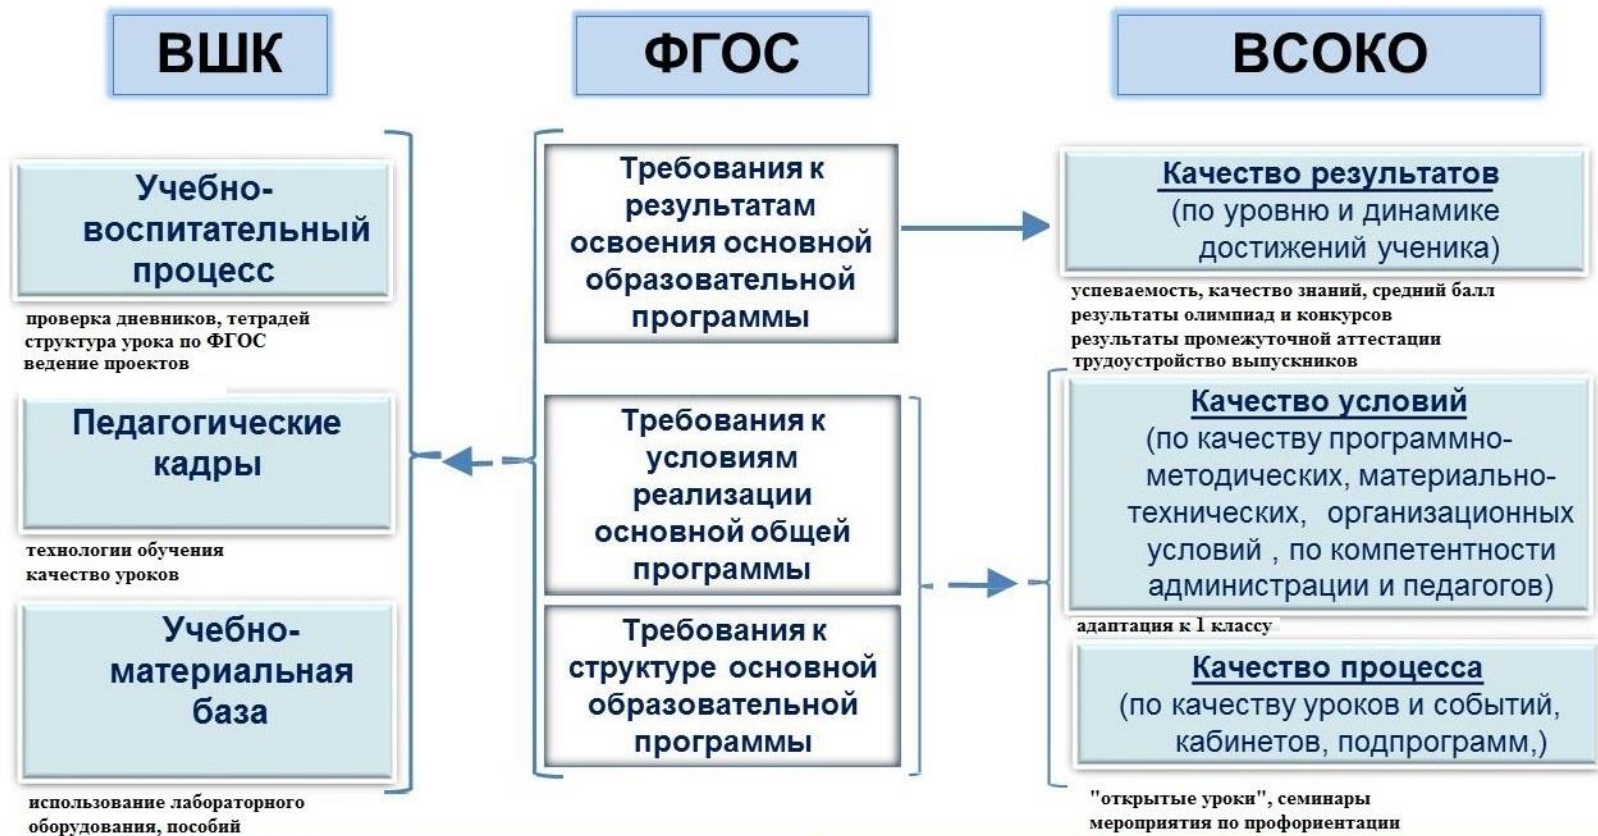 ВШК
Учебно-
воспитательный
процесс
проверка дневников, тетрадей
структура урока по ФГОС
ведение проектов
Педагогические
кадры
технологии обучения
качество уроков
Учебно-
материальная
база
использование лабораторного
оборудования, пособий
ФГОС
Требования к
результатам
освоения основной
образовательной
программы
Требования к
условиям
реализации
основной общей
программы
Требования к
структуре основной
образовательной
программы
ВСОКО
Качество результатов
(по уровню и динамике
достижений ученика)
успеваемость, качество знаний, средний балл
результаты олимпиад и конкурсов
результаты промежуточной аттестации
трудоустройство выпускников
Качество условий
(по качеству программно-
методических, материально-
технических, организационных
условий , по компетентности
администрации и педагогов)
адаптация к 1 классу
Качество процесса
(по качеству уроков и событий,
кабинетов, подпрограмм,)
"открытые уроки", семинары
мероприятия по профориентации